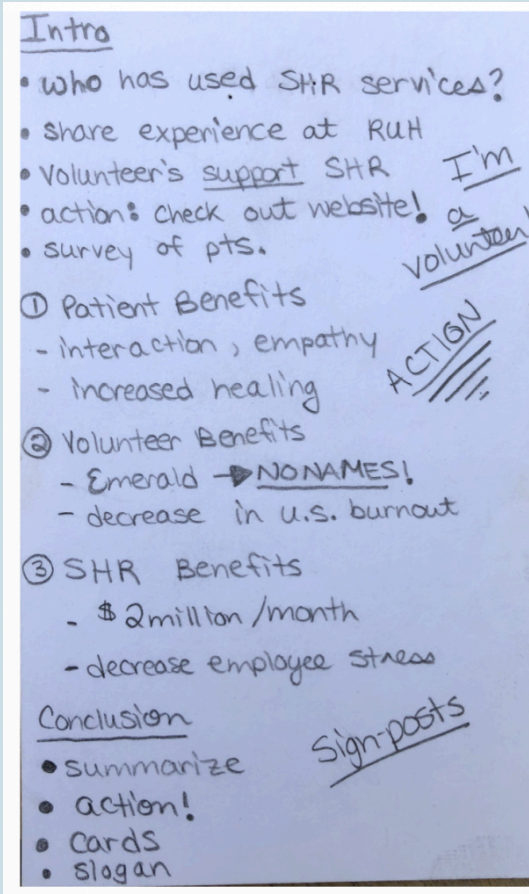 Intro
• who has used SHR services?
• share experience at RUH
• Volunteer's support SHR
• action: check out website!
• survey of pts.
I'm
a
volunteer!
① Patient Benefits
- interaction, empathy
- increased healing
ACTION
② Volunteer Benefits
- Emerald → NO NAMES!
- decrease in u.s. burnout
③ SHR Benefits
- $2million/month
- decrease employee stress
Conclusion
Sign-posts
• summarize
• action!
• cards
• slogan